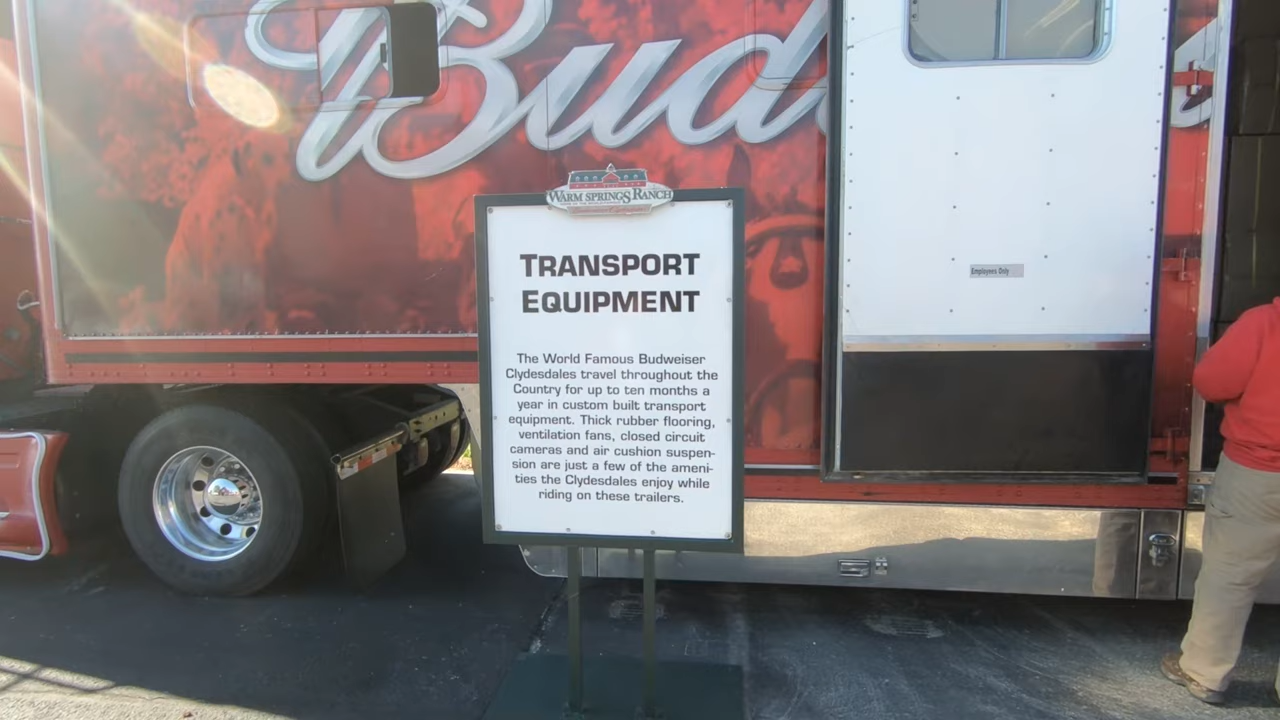 Bud
WARM SPRINGS RANCH
TRANSPORT
EQUIPMENT
Employees Only
The World Famous Budweiser
Clydesdales travel throughout the
Country for up to ten months a
year in custom built transport
equipment. Thick rubber flooring,
ventilation fans, closed circuit
cameras and air cushion suspen-
sion are just a few of the ameni-
ties the Clydesdales enjoy while
riding on these trailers.